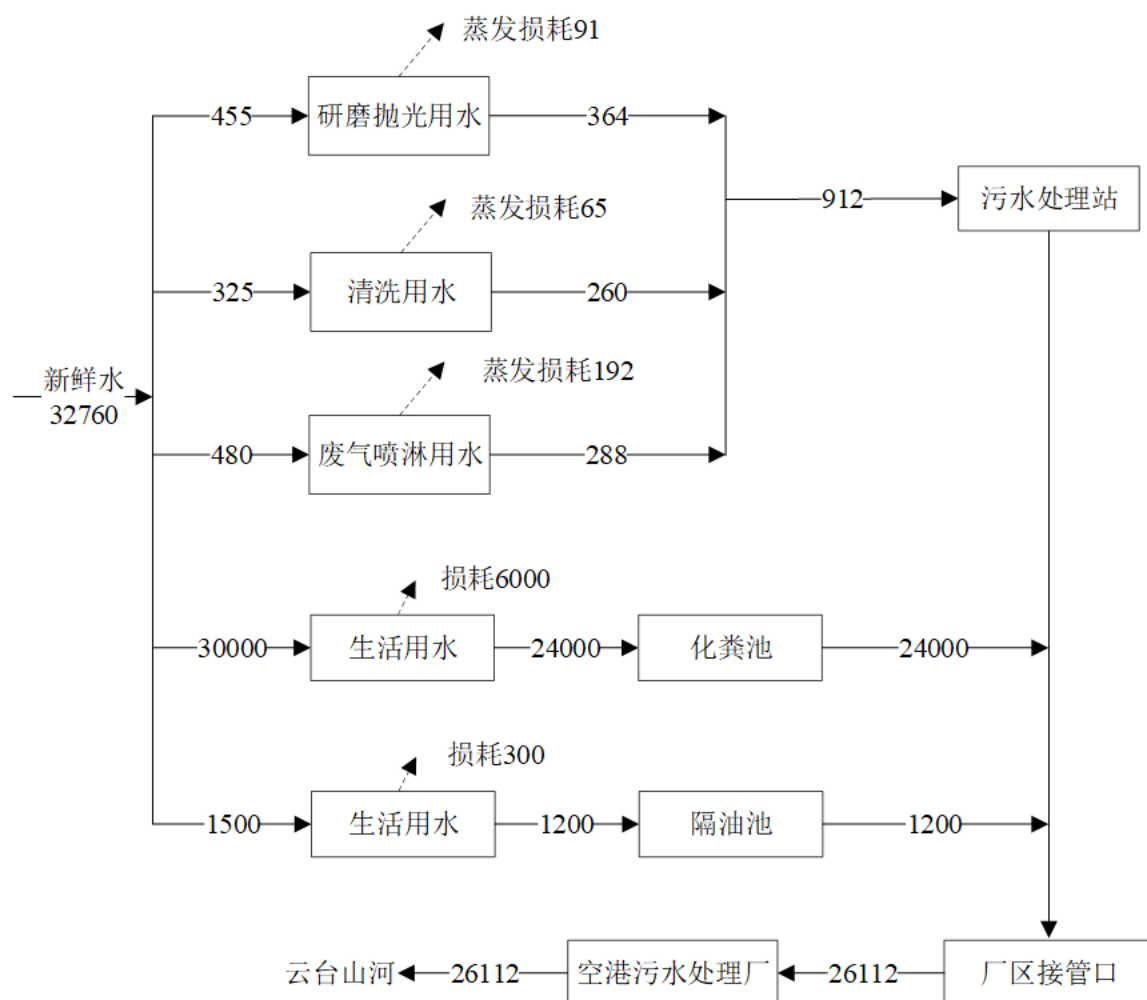 蒸发损耗91
455
研磨抛光用水
364
912
污水处理站
蒸发损耗65
325
清洗用水
260
新鲜水
32760
蒸发损耗192
480
废气喷淋用水
288
损耗6000
30000
生活用水
24000
化粪池
24000
损耗300
1500
生活用水
1200
隔油池
1200
云台山河
26112
空港污水处理厂
26112
厂区接管口